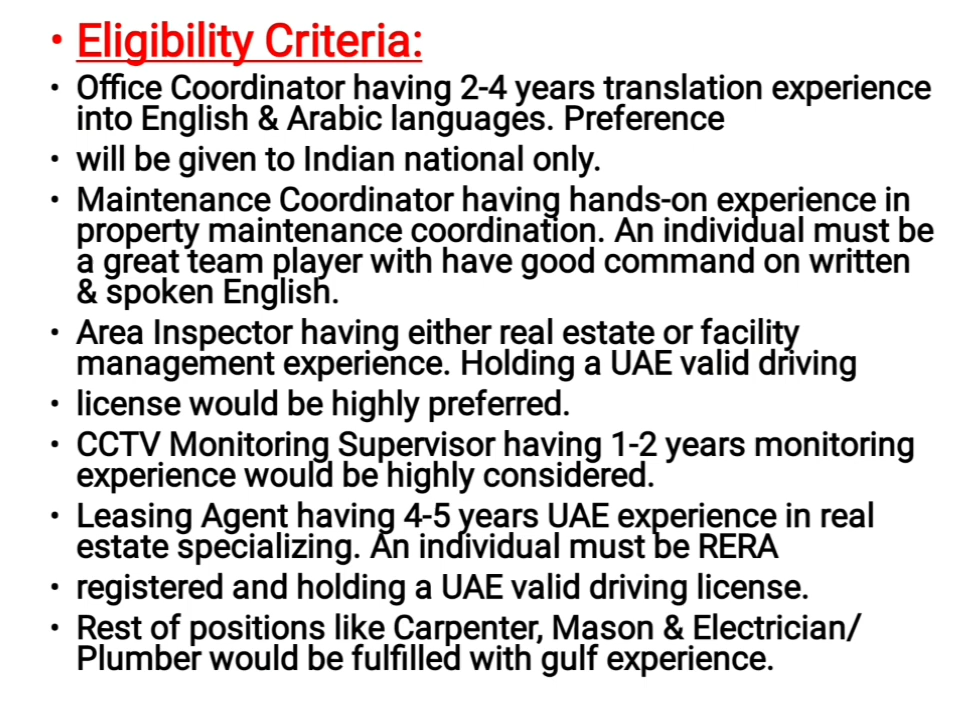 • Eligibility Criteria:
• Office Coordinator having 2-4 years translation experience
into English & Arabic languages. Preference
• will be given to Indian national only.
• Maintenance Coordinator having hands-on experience in
property maintenance coordination. An individual must be
a great team player with have good command on written
& spoken English.
• Area Inspector having either real estate or facility
management experience. Holding a UAE valid driving
• license would be highly preferred.
• CCTV Monitoring Supervisor having 1-2 years monitoring
experience would be highly considered.
• Leasing Agent having 4-5 years UAE experience in real
estate specializing. An individual must be RERA
• registered and holding a UAE valid driving license.
• Rest of positions like Carpenter, Mason & Electrician/
Plumber would be fulfilled with gulf experience.